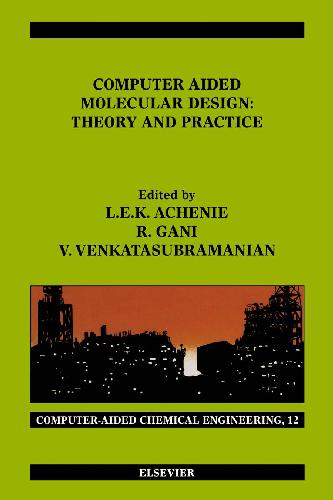 COMPUTER AIDED
MOLECULAR DESIGN:
THEORY AND PRACTICE
Edited by
L.E.K. ACHENIE
R. GANI
V. VENKATASUBRAMANIAN
COMPUTER-AIDED CHEMICAL ENGINEERING, 12
ELSEVIER